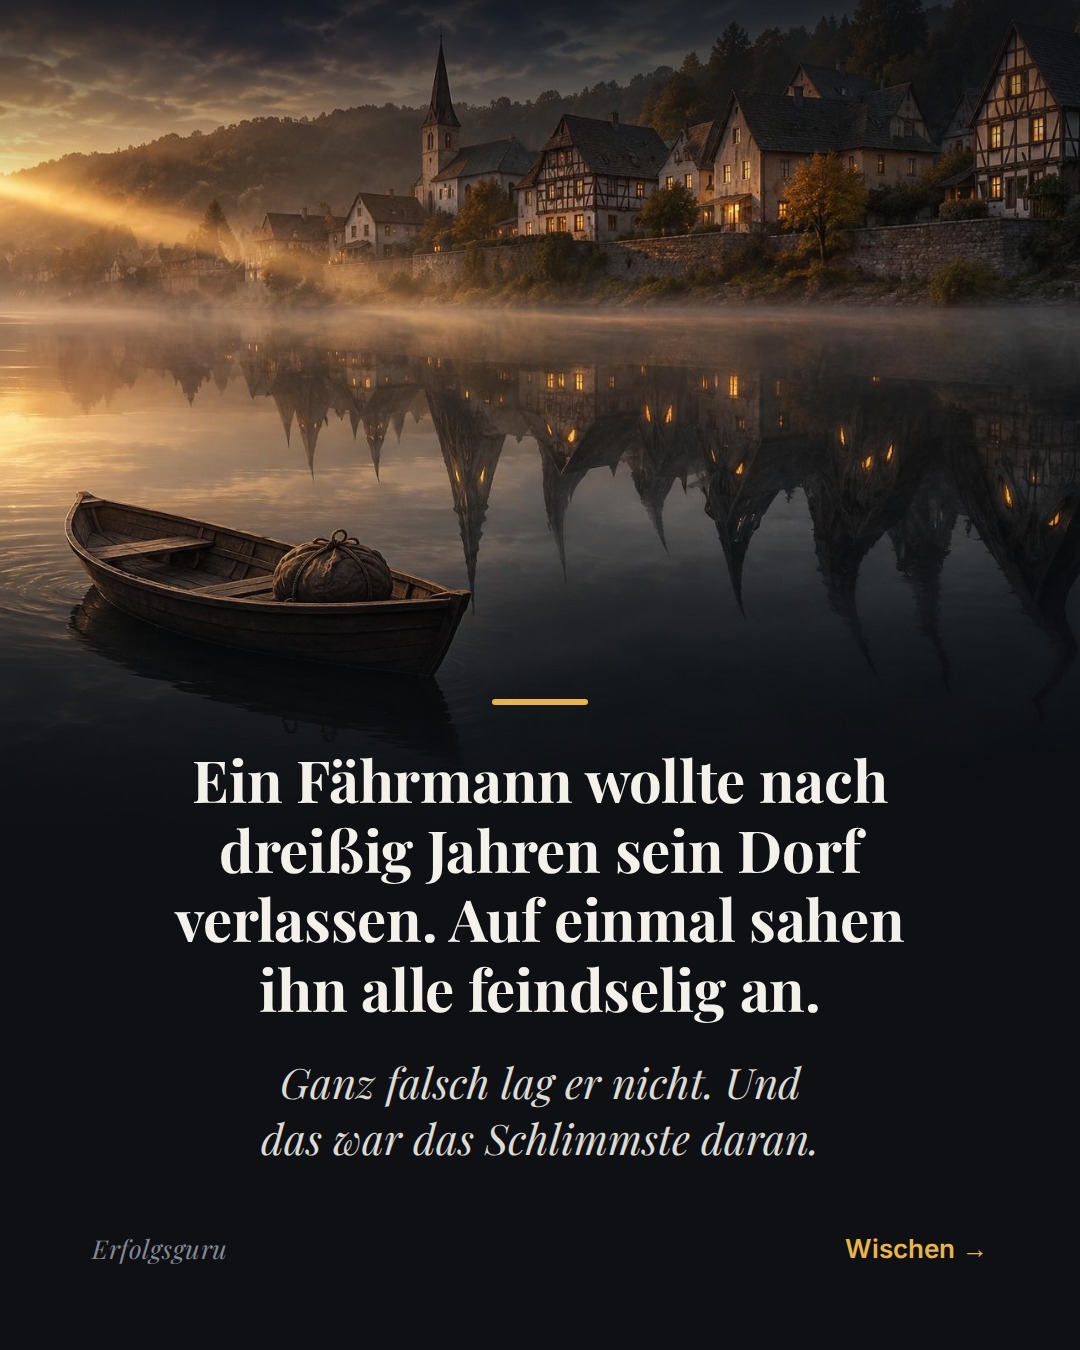 Ein Fährmann wollte nach
dreißig Jahren sein Dorf
verlassen. Auf einmal sahen
ihn alle feindselig an.
Ganz falsch lag er nicht. Und
das war das Schlimmste daran.
Erfolgsguru
Wischen →